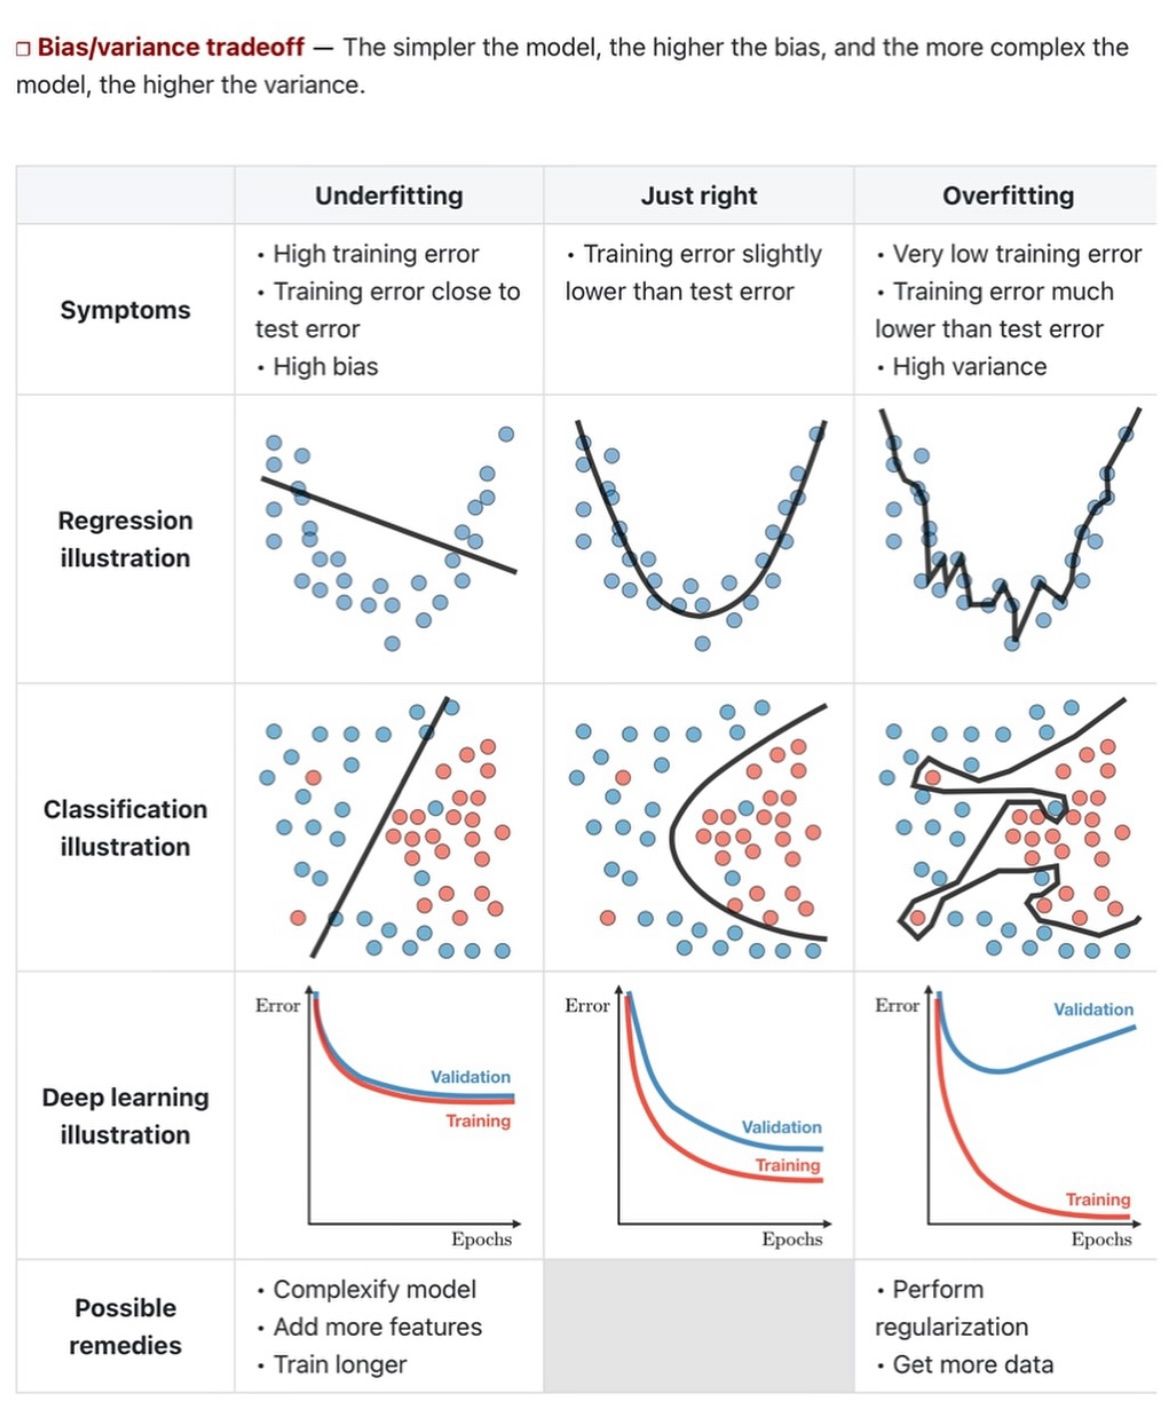 ❒ Bias/variance tradeoff — The simpler the model, the higher the bias, and the more complex the
model, the higher the variance.
Underfitting
Just right
Overfitting
Symptoms
• High training error
• Training error close to
test error
• High bias
• Training error slightly
lower than test error
• Very low training error
• Training error much
lower than test error
• High variance
Regression
illustration
Classification
illustration
Deep learning
illustration
Error
Validation
Training
Epochs
Error
Validation
Training
Epochs
Error
Validation
Training
Epochs
Possible
remedies
• Complexify model
• Add more features
• Train longer
• Perform
regularization
• Get more data